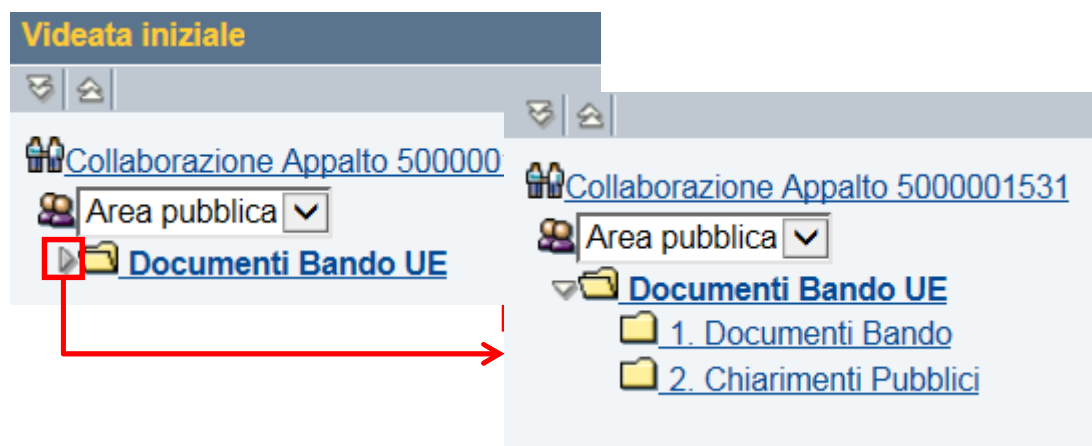 Videata iniziale
Collaborazione Appalto 500000
Area pubblica
Documenti Bando UE
Collaborazione Appalto 5000001531
Area pubblica
Documenti Bando UE
1. Documenti Bando
2. Chiarimenti Pubblici